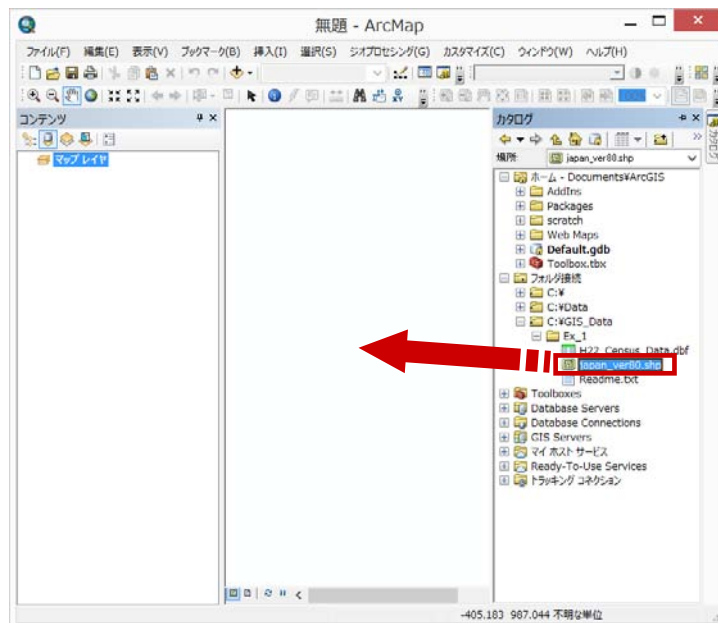 無題 - ArcMap
ファイル(F) 編集(E) 表示(V) ブックマーク(B) 挿入(I) 選択(S) ジオプロセシング(G) カスタマイズ(C) ウィンドウ(W) ヘルプ(H)
コンテンツ
マップ レイヤ
カタログ
場所: japan_ver80.shp
ホーム - Documents¥ArcGIS
AddIns
Packages
scratch
Web Maps
Default.gdb
Toolbox.tbx
フォルダ接続
C:¥
C:¥Data
C:¥GIS_Data
Ex_1
H22_Census_Data.dbf
japan_ver80.shp
Readme.txt
Toolboxes
Database Servers
Database Connections
GIS Servers
マイ ホスト サービス
Ready-To-Use Services
トラッキング コネクション
カタログ
-405.183 987.044 不明な単位